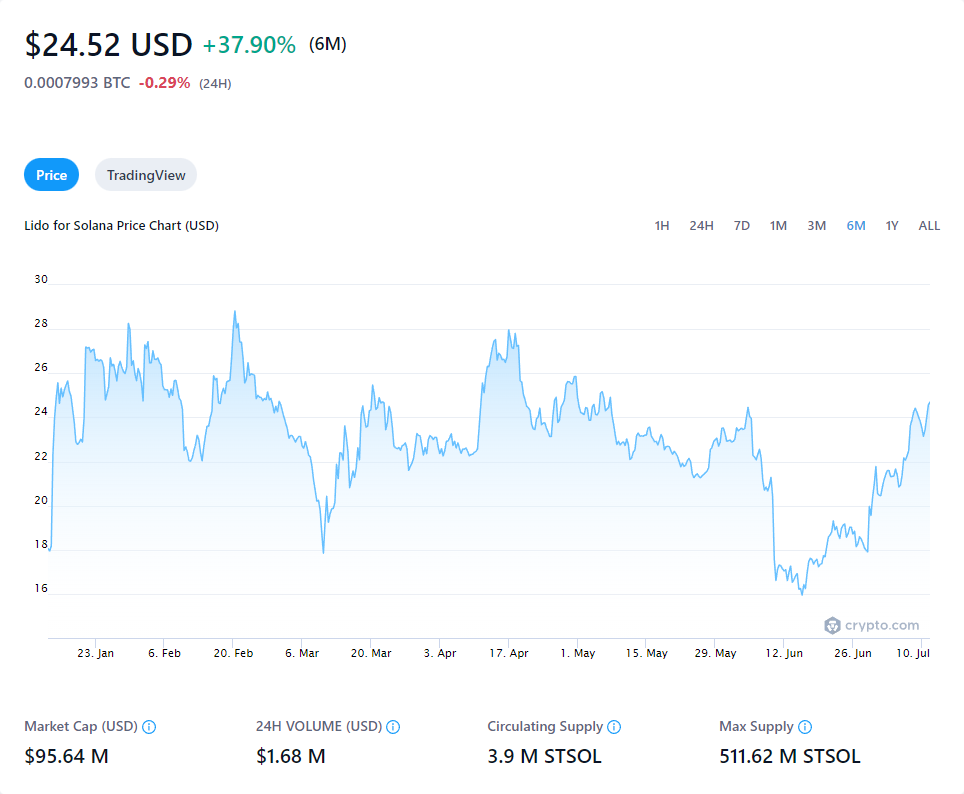 $24.52 USD +37.90% (6M)
0.0007993 BTC -0.29% (24H)
Price TradingView
Lido for Solana Price Chart (USD) 1H 24H 7D 1M 3M 6M 1Y ALL
30
28
26
24
22
20
18
16
crypto.com
23. Jan 6. Feb 20. Feb 6. Mar 20. Mar 3. Apr 17. Apr 1. May 15. May 29. May 12. Jun 26. Jun 10. Jul
Market Cap (USD) 24H VOLUME (USD) Circulating Supply Max Supply
$95.64 M $1.68 M 3.9 M STSOL 511.62 M STSOL